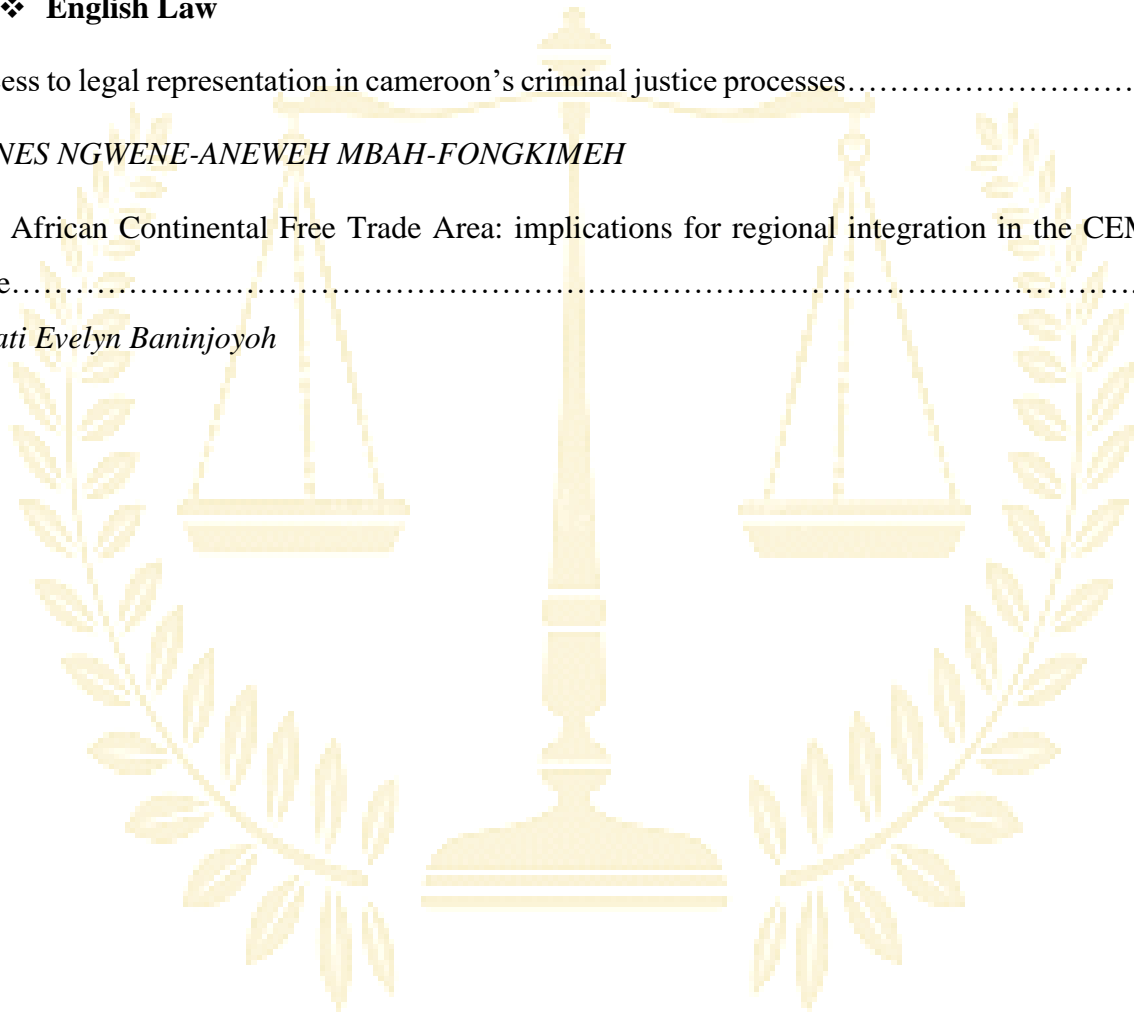 ❖ English Law
ess to legal representation in cameroon’s criminal justice processes……………………………
NES NGWENE-ANEWEH MBAH-FONGKIMEH
African Continental Free Trade Area: implications for regional integration in the CEM
e………………………………………………………………………………………………
ati Evelyn Baninjoyoh